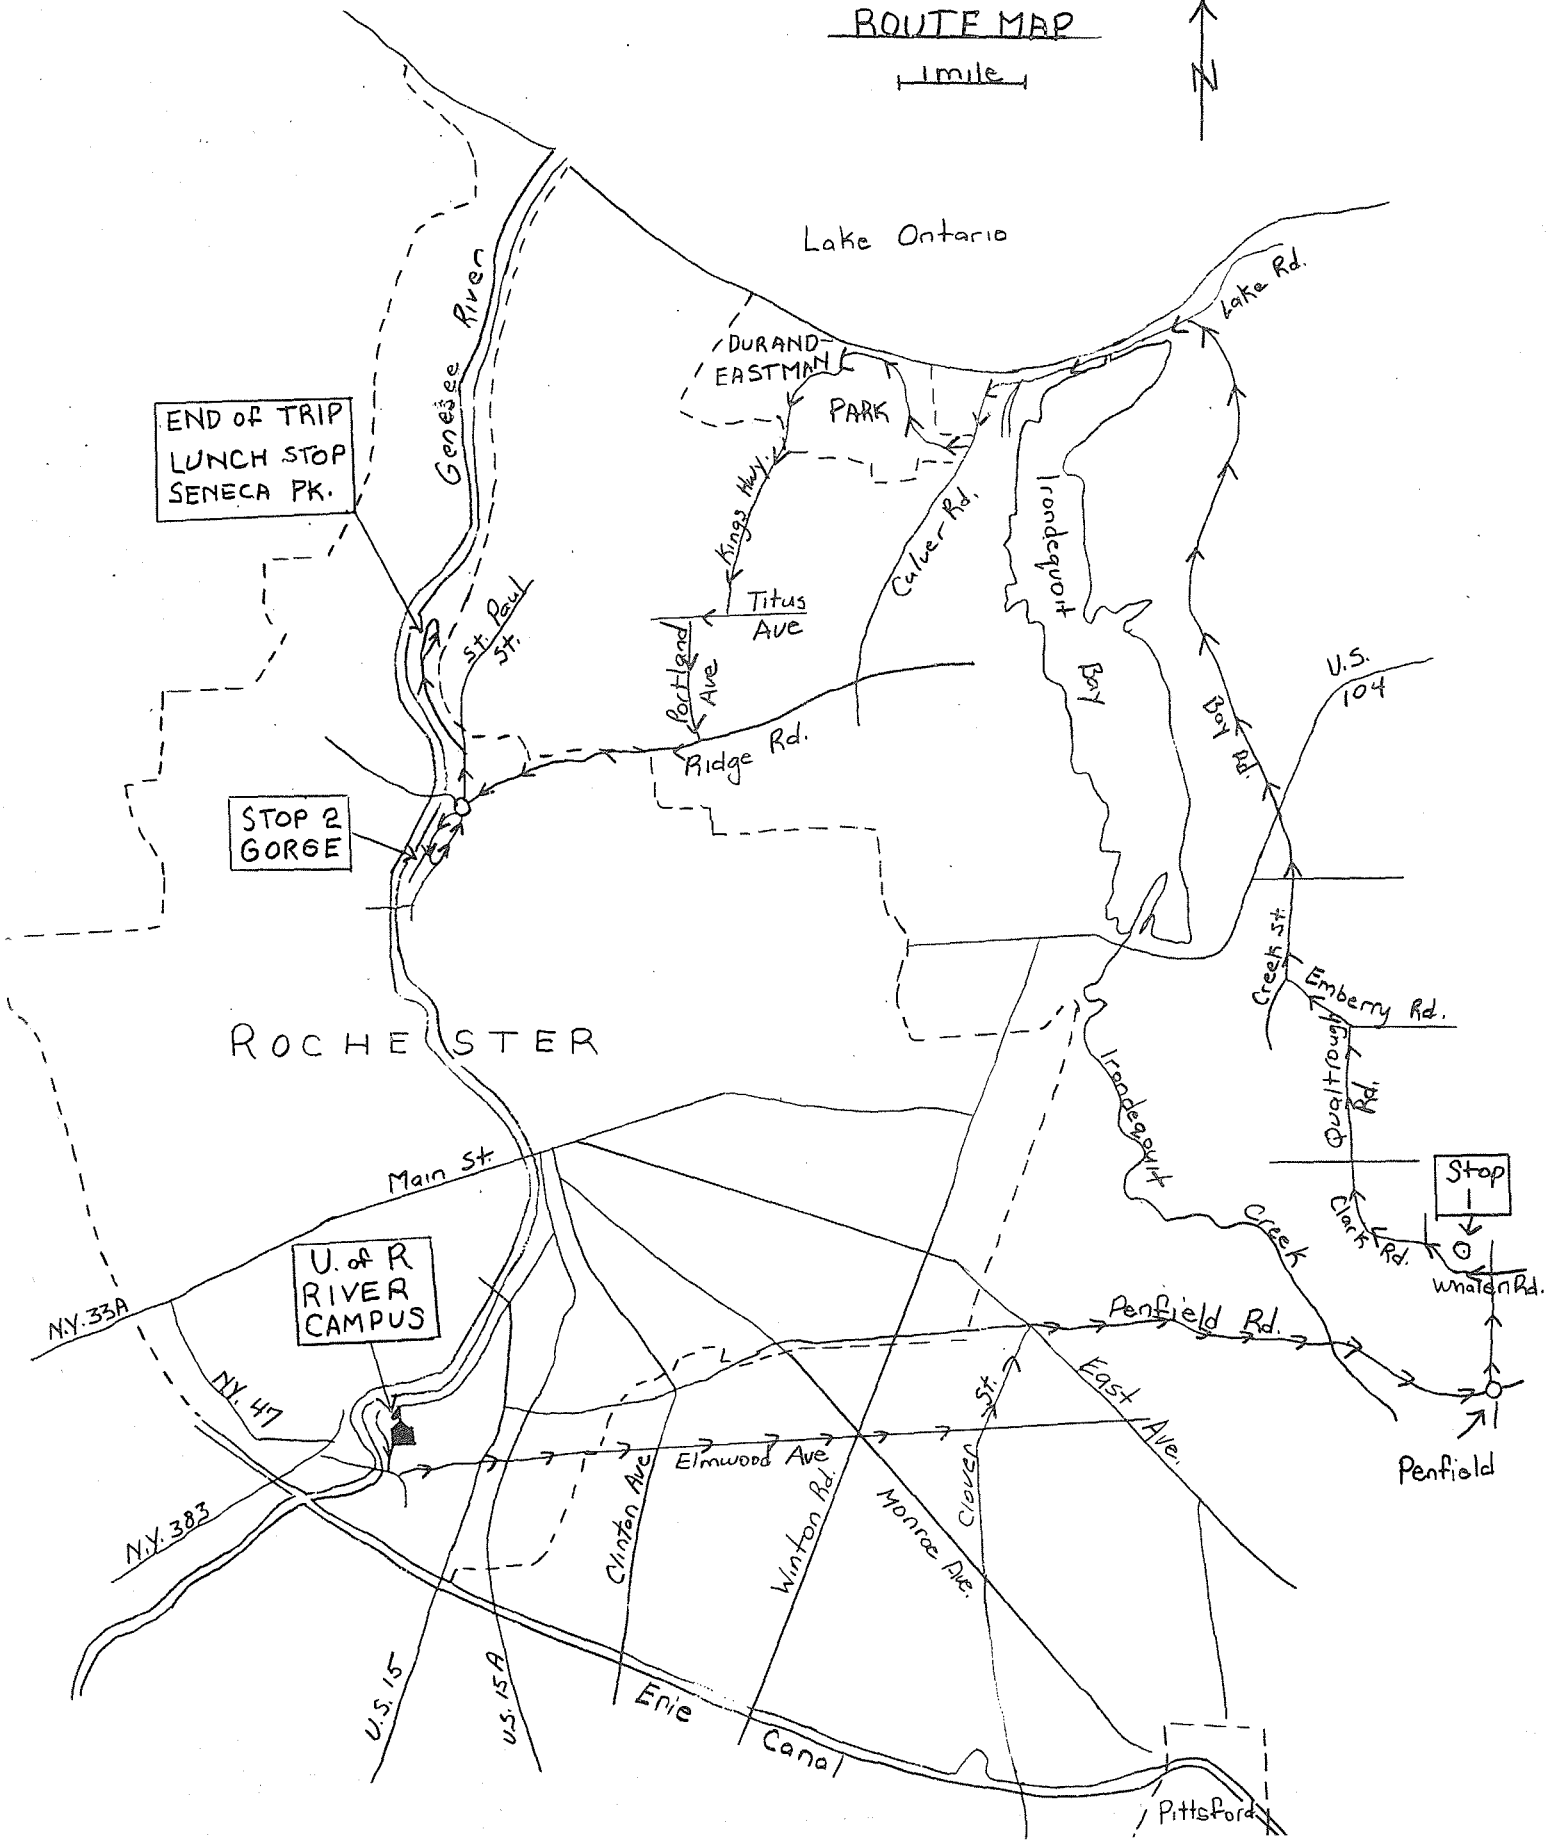 ROUTE MAP
1 mile
N
Lake Ontario
Lake Rd.
Genesee River
DURAND-
EASTMAN
PARK
END of TRIP
LUNCH STOP
SENECA PK.
Kings Hwy.
Culver Rd.
Irondequoit
Bay
St. Paul
St.
Titus
Ave
Portland
Ave
U.S.
104
Bay Rd.
Ridge Rd.
STOP 2
GORGE
Creek St.
Emberry Rd.
ROCHESTER
Qualtrough
Rd.
Irondequoit
Creek
Main St.
Stop
1
Clark Rd.
Whalen Rd.
U. of R
RIVER
CAMPUS
N.Y. 33A
Penfield Rd.
N.Y. 47
East Ave.
Clover St.
Elmwood Ave
Penfield
Clinton Ave
Winton Rd.
Monroe Ave.
N.Y. 383
U.S. 15
U.S. 15A
Erie Canal
Pittsford